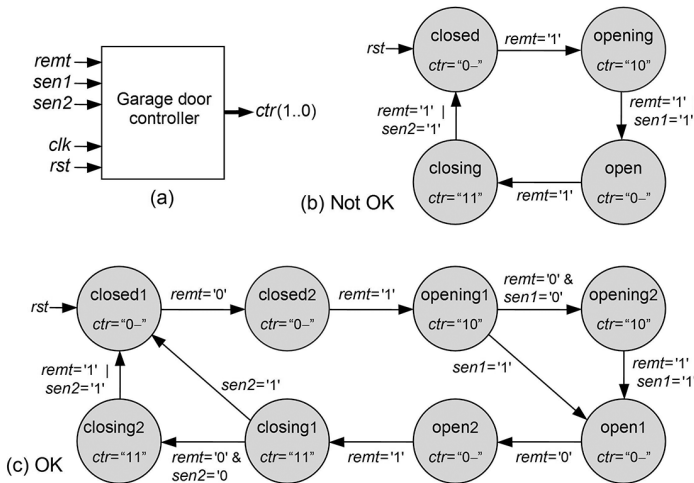 remt
sen1
sen2
clk
rst
Garage door
controller
ctr(1..0)
(a)
rst
closed
ctr="0–"
remt='1'
opening
ctr="10"
remt='1' |
sen1='1'
open
ctr="0–"
remt='1'
closing
ctr="11"
remt='1' |
sen2='1'
(b) Not OK
rst
closed1
ctr="0–"
remt='0'
closed2
ctr="0–"
remt='1'
opening1
ctr="10"
remt='0' &
sen1='0'
opening2
ctr="10"
sen1='1'
remt='1' |
sen1='1'
open1
ctr="0–"
remt='0'
open2
ctr="0–"
remt='1'
closing1
ctr="11"
sen2='1'
remt='0' &
sen2='0
closing2
ctr="11"
remt='1' |
sen2='1'
(c) OK